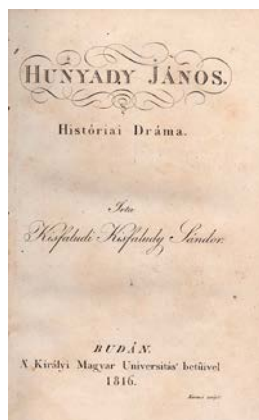 HUNYADY JÁNOS.
Históriai Dráma.
Irta
Kisfaludi Kisfaludy Sándor.
BUDÁN.
A' Királyi Magyar Universitás' betűivel
1816.